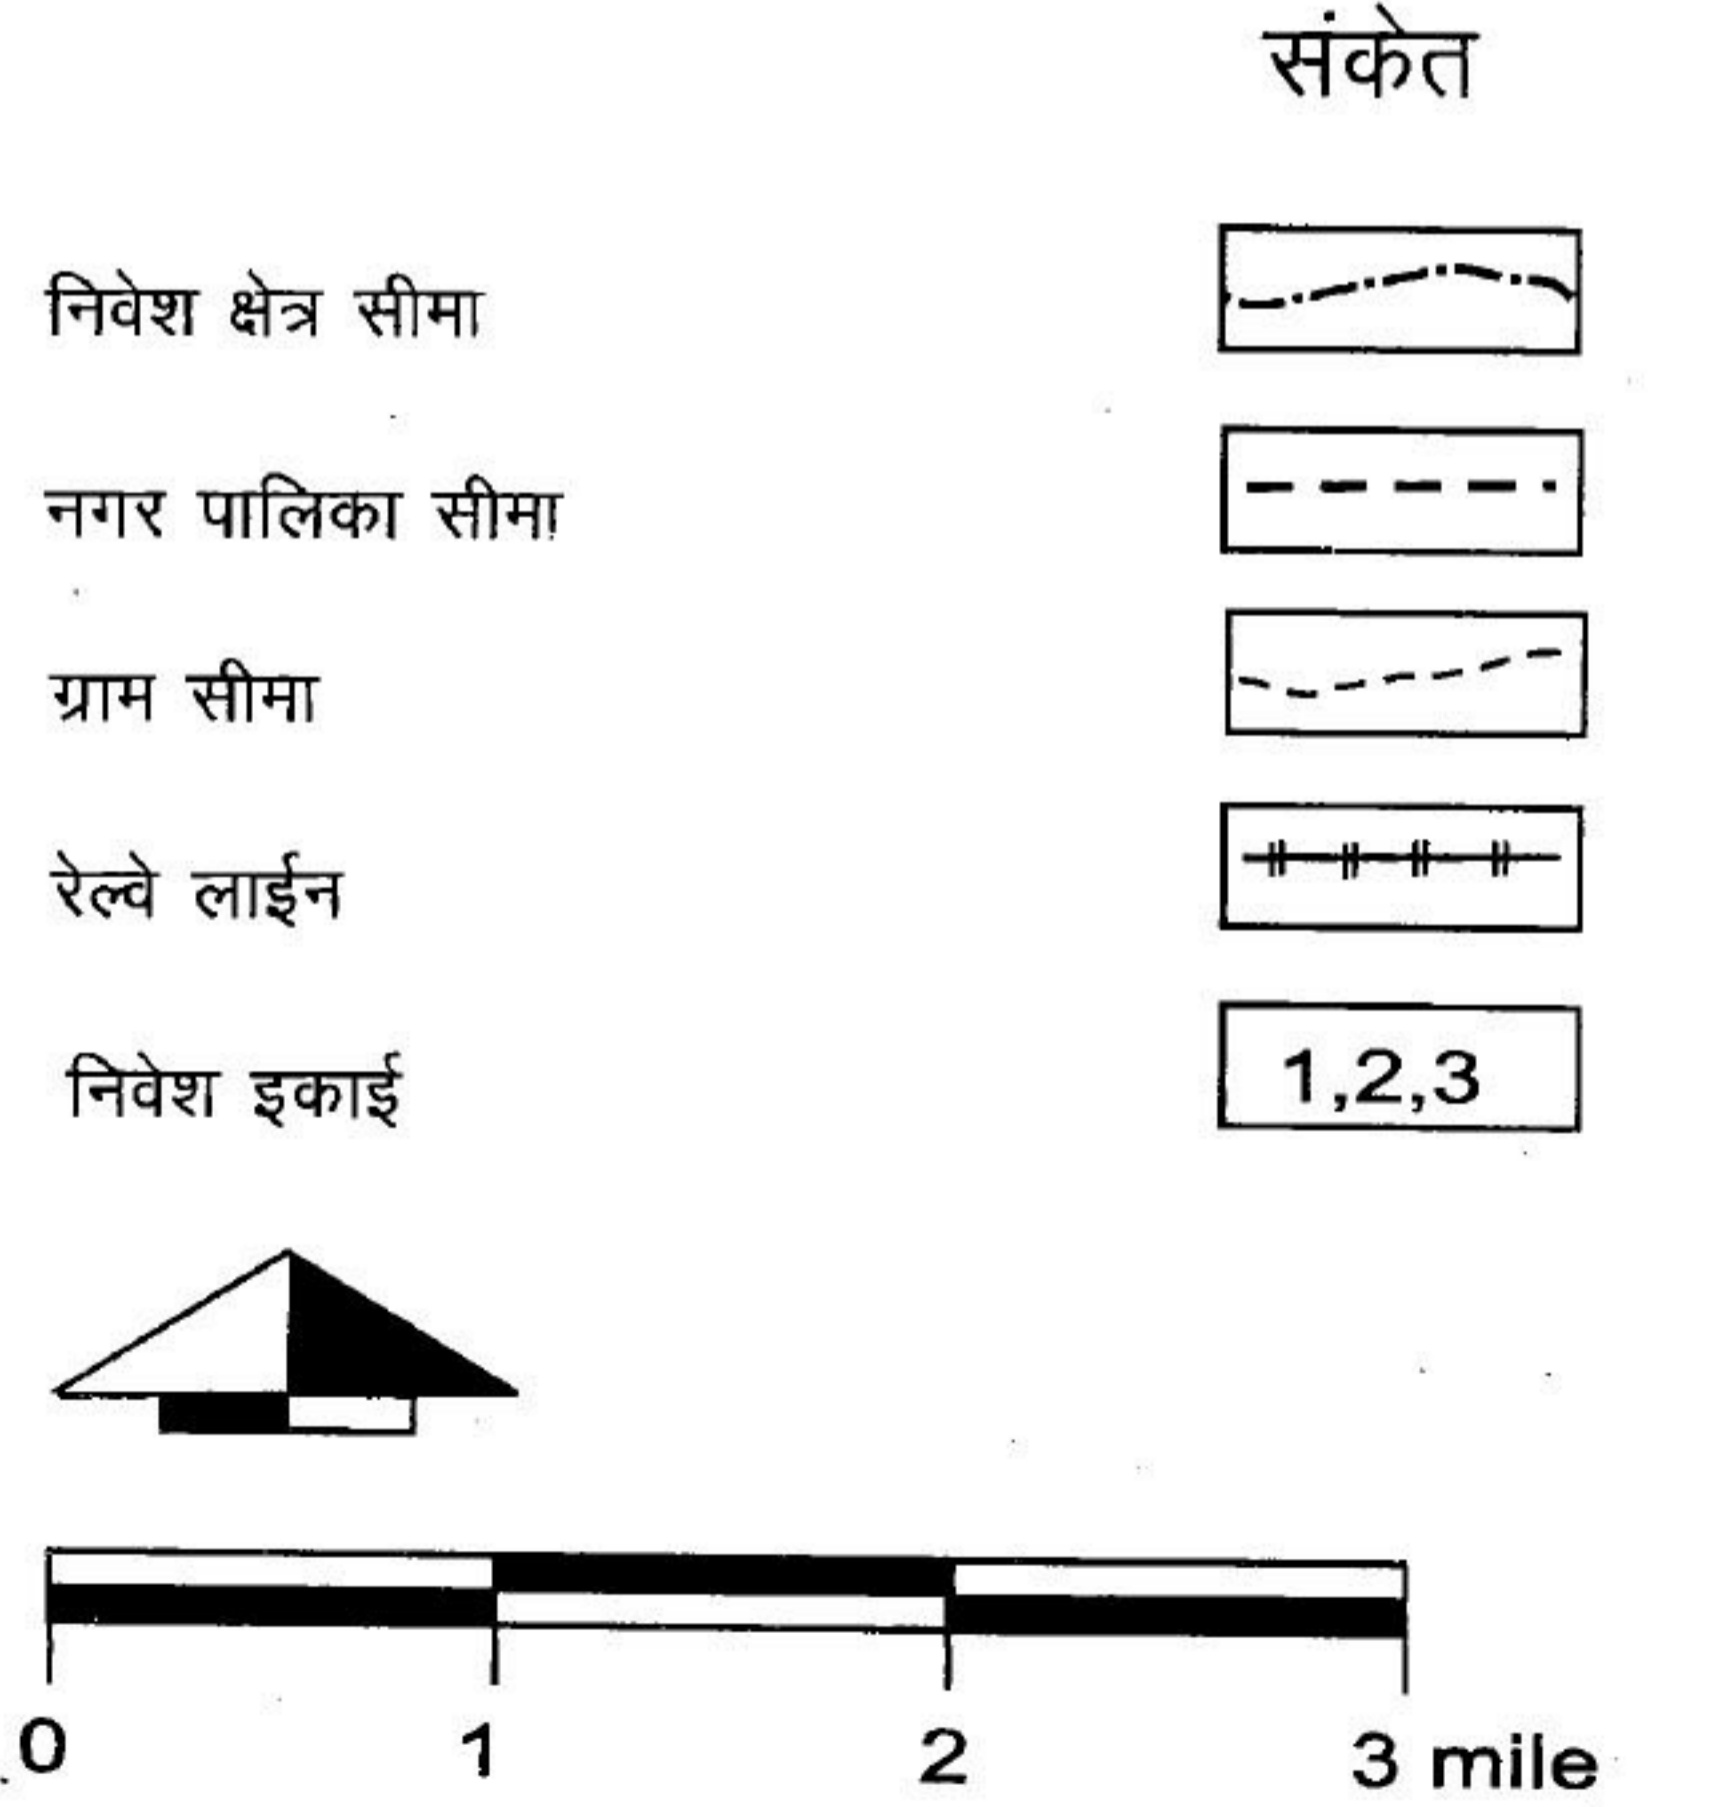 संकेत
निवेश क्षेत्र सीमा
नगर पालिका सीमा
ग्राम सीमा
रेल्वे लाईन
निवेश इकाई 1,2,3
0 1 2 3 mile